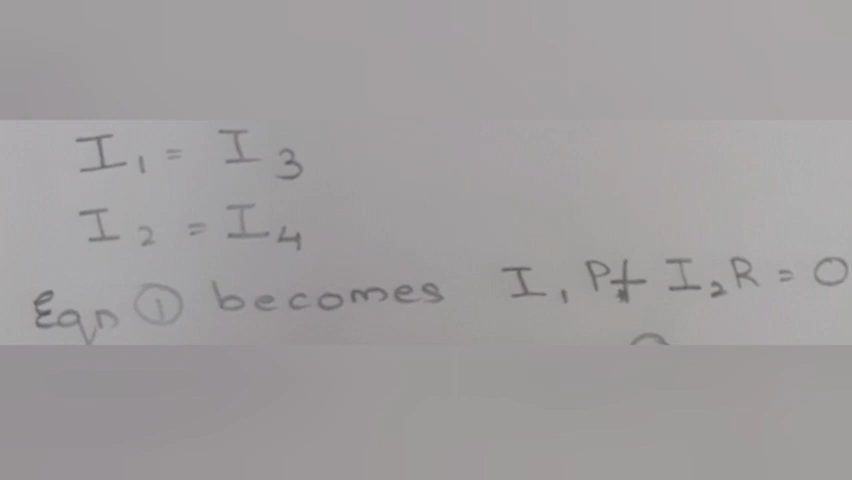 I₁ = I₃
I₂ = I₄
Eqn ① becomes I₁P + I₂R = 0